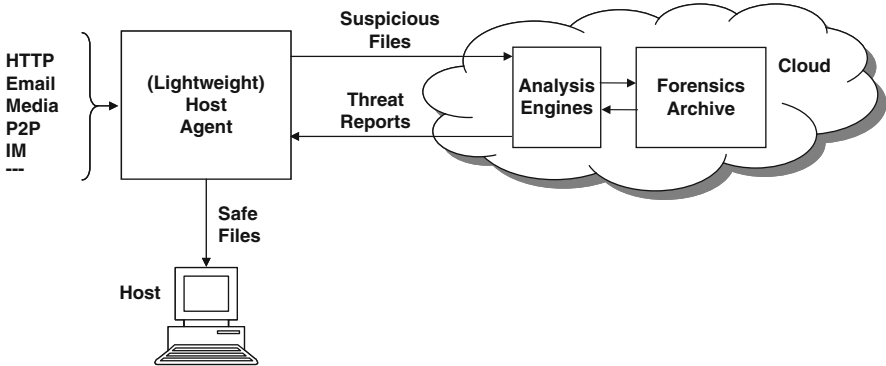 HTTP
Email
Media
P2P
IM
---
(Lightweight)
Host
Agent
Suspicious
Files
Threat
Reports
Analysis
Engines
Forensics
Archive
Cloud
Safe
Files
Host